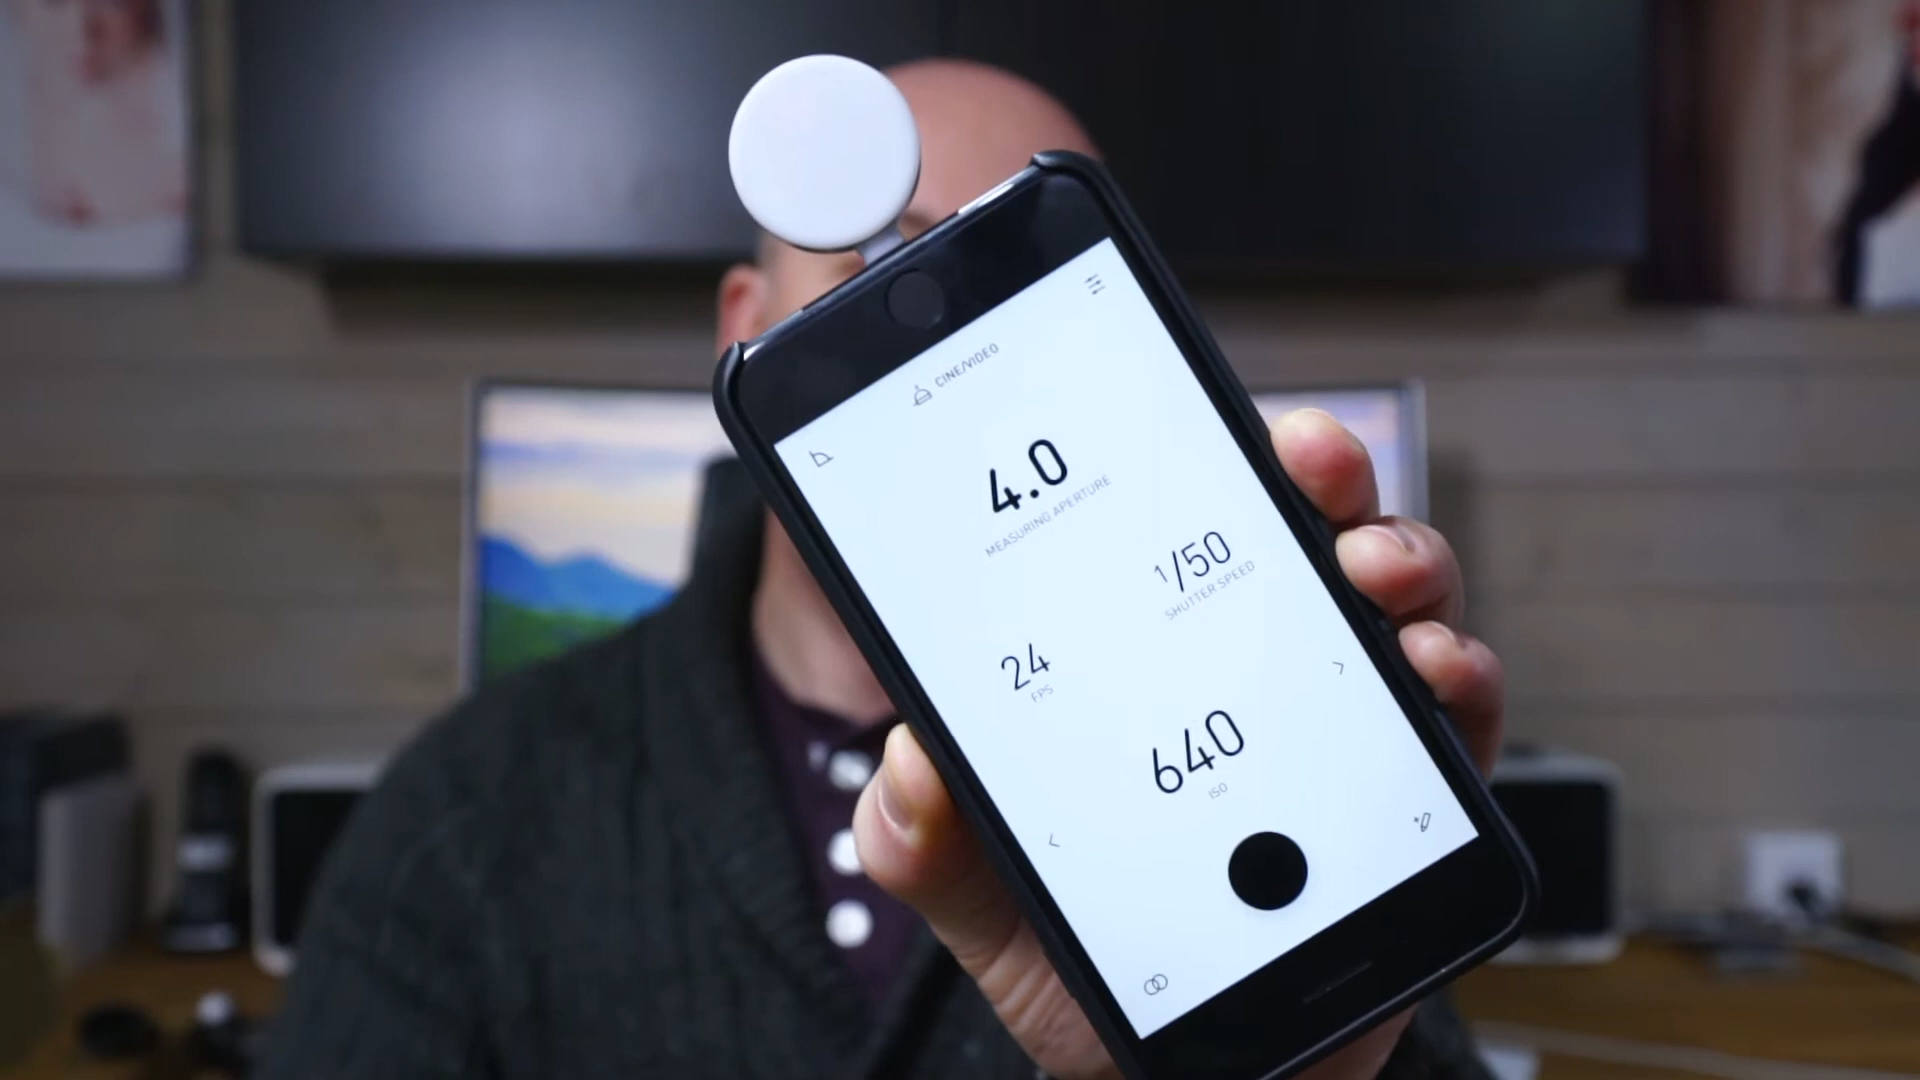 CINE/VIDEO
4.0
MEASURING APERTURE
1/50
SHUTTER SPEED
24
FPS
640
ISO